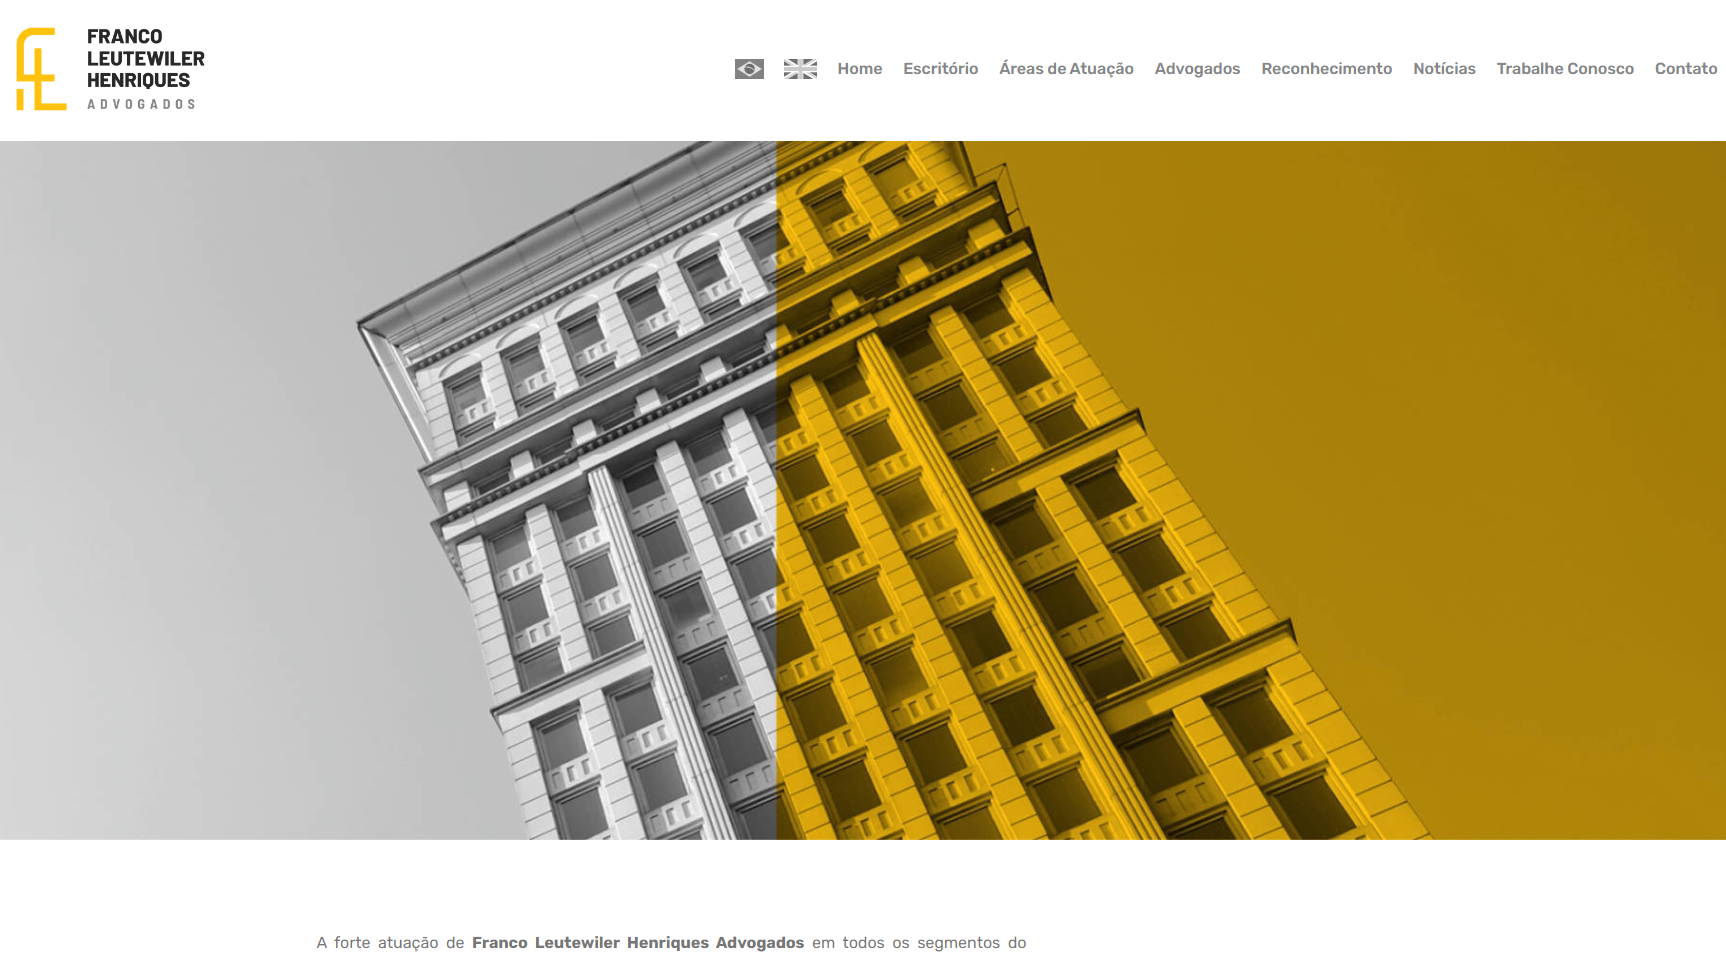 FRANCO
LEUTEWILER
HENRIQUES
ADVOGADOS
Home Escritório Áreas de Atuação Advogados Reconhecimento Notícias Trabalhe Conosco Contato
A forte atuação de Franco Leutewiler Henriques Advogados em todos os segmentos do